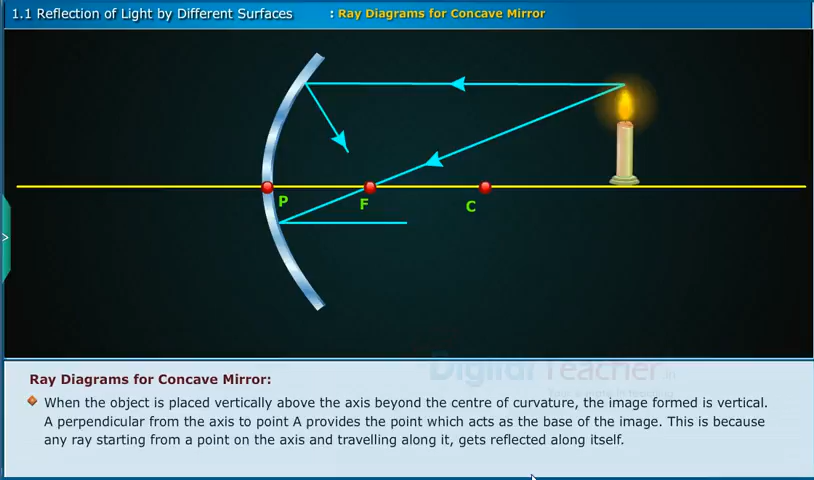 1.1 Reflection of Light by Different Surfaces : Ray Diagrams for Concave Mirror
P
F
C
>
Digital Teacher.in
Ray Diagrams for Concave Mirror:
When the object is placed vertically above the axis beyond the centre of curvature, the image formed is vertical.
A perpendicular from the axis to point A provides the point which acts as the base of the image. This is because
any ray starting from a point on the axis and travelling along it, gets reflected along itself.